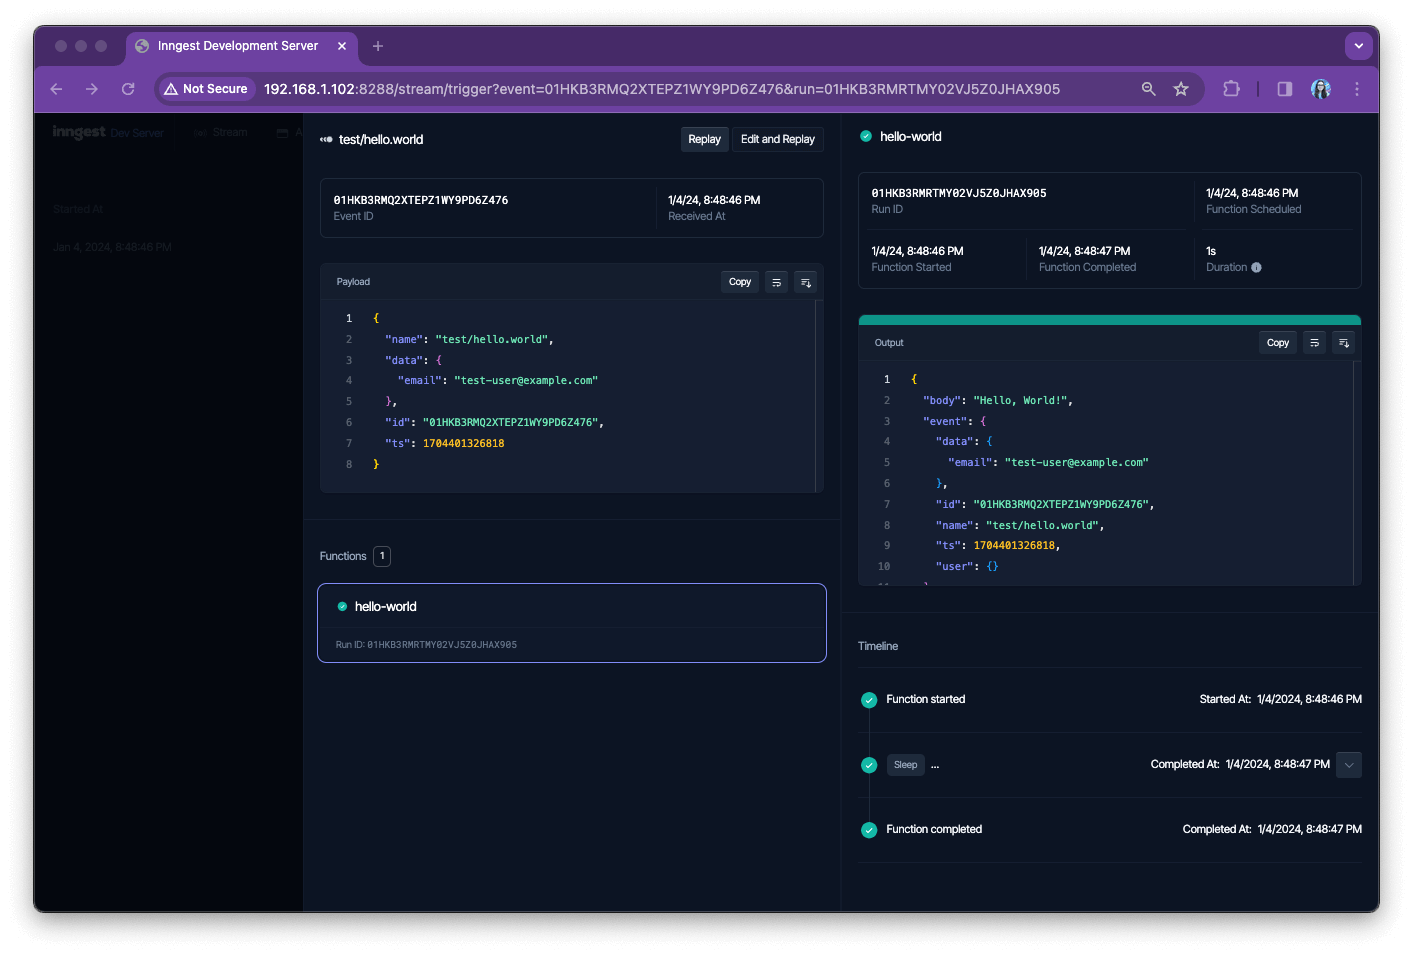 Inngest Development Server
Not Secure
192.168.1.102:8288/stream/trigger?event=01HKB3RMQ2XTEPZ1WY9PD6Z476&run=01HKB3RMRTMY02VJ5Z0JHAX905
inngest Dev Server
Stream
A
Started At
Jan 4, 2024, 8:48:46 PM
test/hello.world
Replay
Edit and Replay
01HKB3RMQ2XTEPZ1WY9PD6Z476
Event ID
1/4/24, 8:48:46 PM
Received At
Payload
Copy
1 {
2 "name": "test/hello.world",
3 "data": {
4 "email": "test-user@example.com"
5 },
6 "id": "01HKB3RMQ2XTEPZ1WY9PD6Z476",
7 "ts": 1704401326818
8 }
Functions 1
hello-world
Run ID: 01HKB3RMRTMY02VJ5Z0JHAX905
hello-world
01HKB3RMRTMY02VJ5Z0JHAX905
Run ID
1/4/24, 8:48:46 PM
Function Scheduled
1/4/24, 8:48:46 PM
Function Started
1/4/24, 8:48:47 PM
Function Completed
1s
Duration
Output
Copy
1 {
2 "body": "Hello, World!",
3 "event": {
4 "data": {
5 "email": "test-user@example.com"
6 },
7 "id": "01HKB3RMQ2XTEPZ1WY9PD6Z476",
8 "name": "test/hello.world",
9 "ts": 1704401326818,
10 "user": {}
Timeline
Function started
Started At: 1/4/2024, 8:48:46 PM
Sleep ...
Completed At: 1/4/2024, 8:48:47 PM
Function completed
Completed At: 1/4/2024, 8:48:47 PM